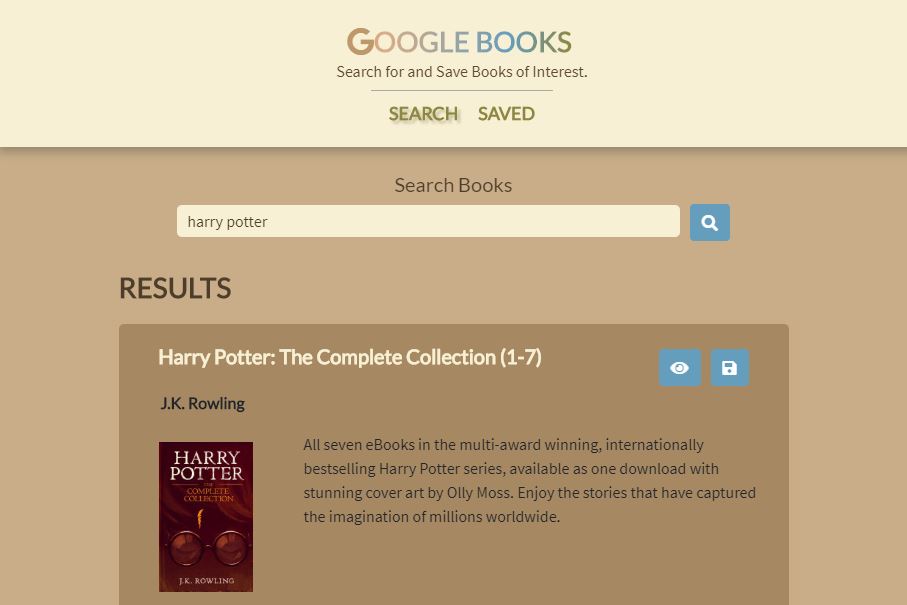 GOOGLE BOOKS
Search for and Save Books of Interest.
SEARCH SAVED
Search Books
harry potter
RESULTS
Harry Potter: The Complete Collection (1-7)
J.K. Rowling
HARRY
POTTER
THE
COMPLETE
COLLECTION
J.K. ROWLING
All seven eBooks in the multi-award winning, internationally
bestselling Harry Potter series, available as one download with
stunning cover art by Olly Moss. Enjoy the stories that have captured
the imagination of millions worldwide.